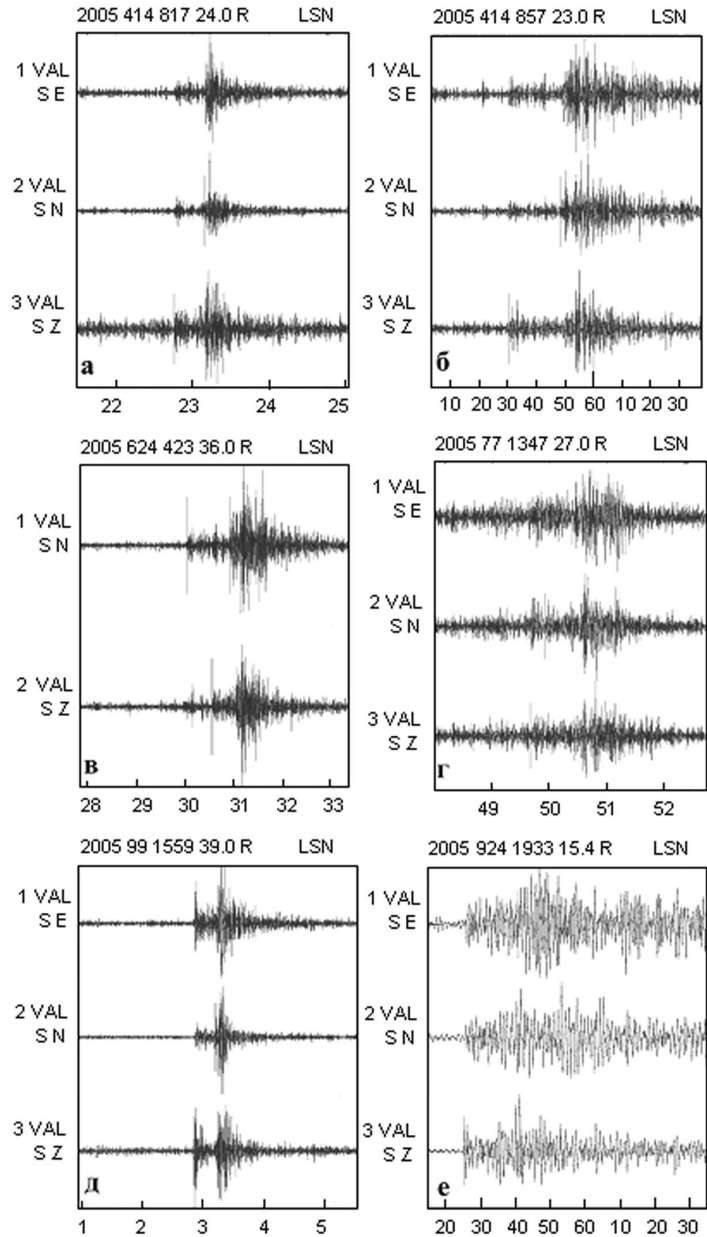 2005 414 817 24.0 R LSN
1 VAL
S E
2 VAL
S N
3 VAL
S Z
а
22 23 24 25
2005 414 857 23.0 R LSN
1 VAL
S E
2 VAL
S N
3 VAL
S Z
б
10 20 30 40 50 60 10 20 30
2005 624 423 36.0 R LSN
1 VAL
S N
2 VAL
S Z
в
28 29 30 31 32 33
2005 77 1347 27.0 R LSN
1 VAL
S E
2 VAL
S N
3 VAL
S Z
г
49 50 51 52
2005 99 1559 39.0 R LSN
1 VAL
S E
2 VAL
S N
3 VAL
S Z
д
1 2 3 4 5
2005 924 1933 15.4 R LSN
1 VAL
S E
2 VAL
S N
3 VAL
S Z
е
20 30 40 50 60 10 20 30